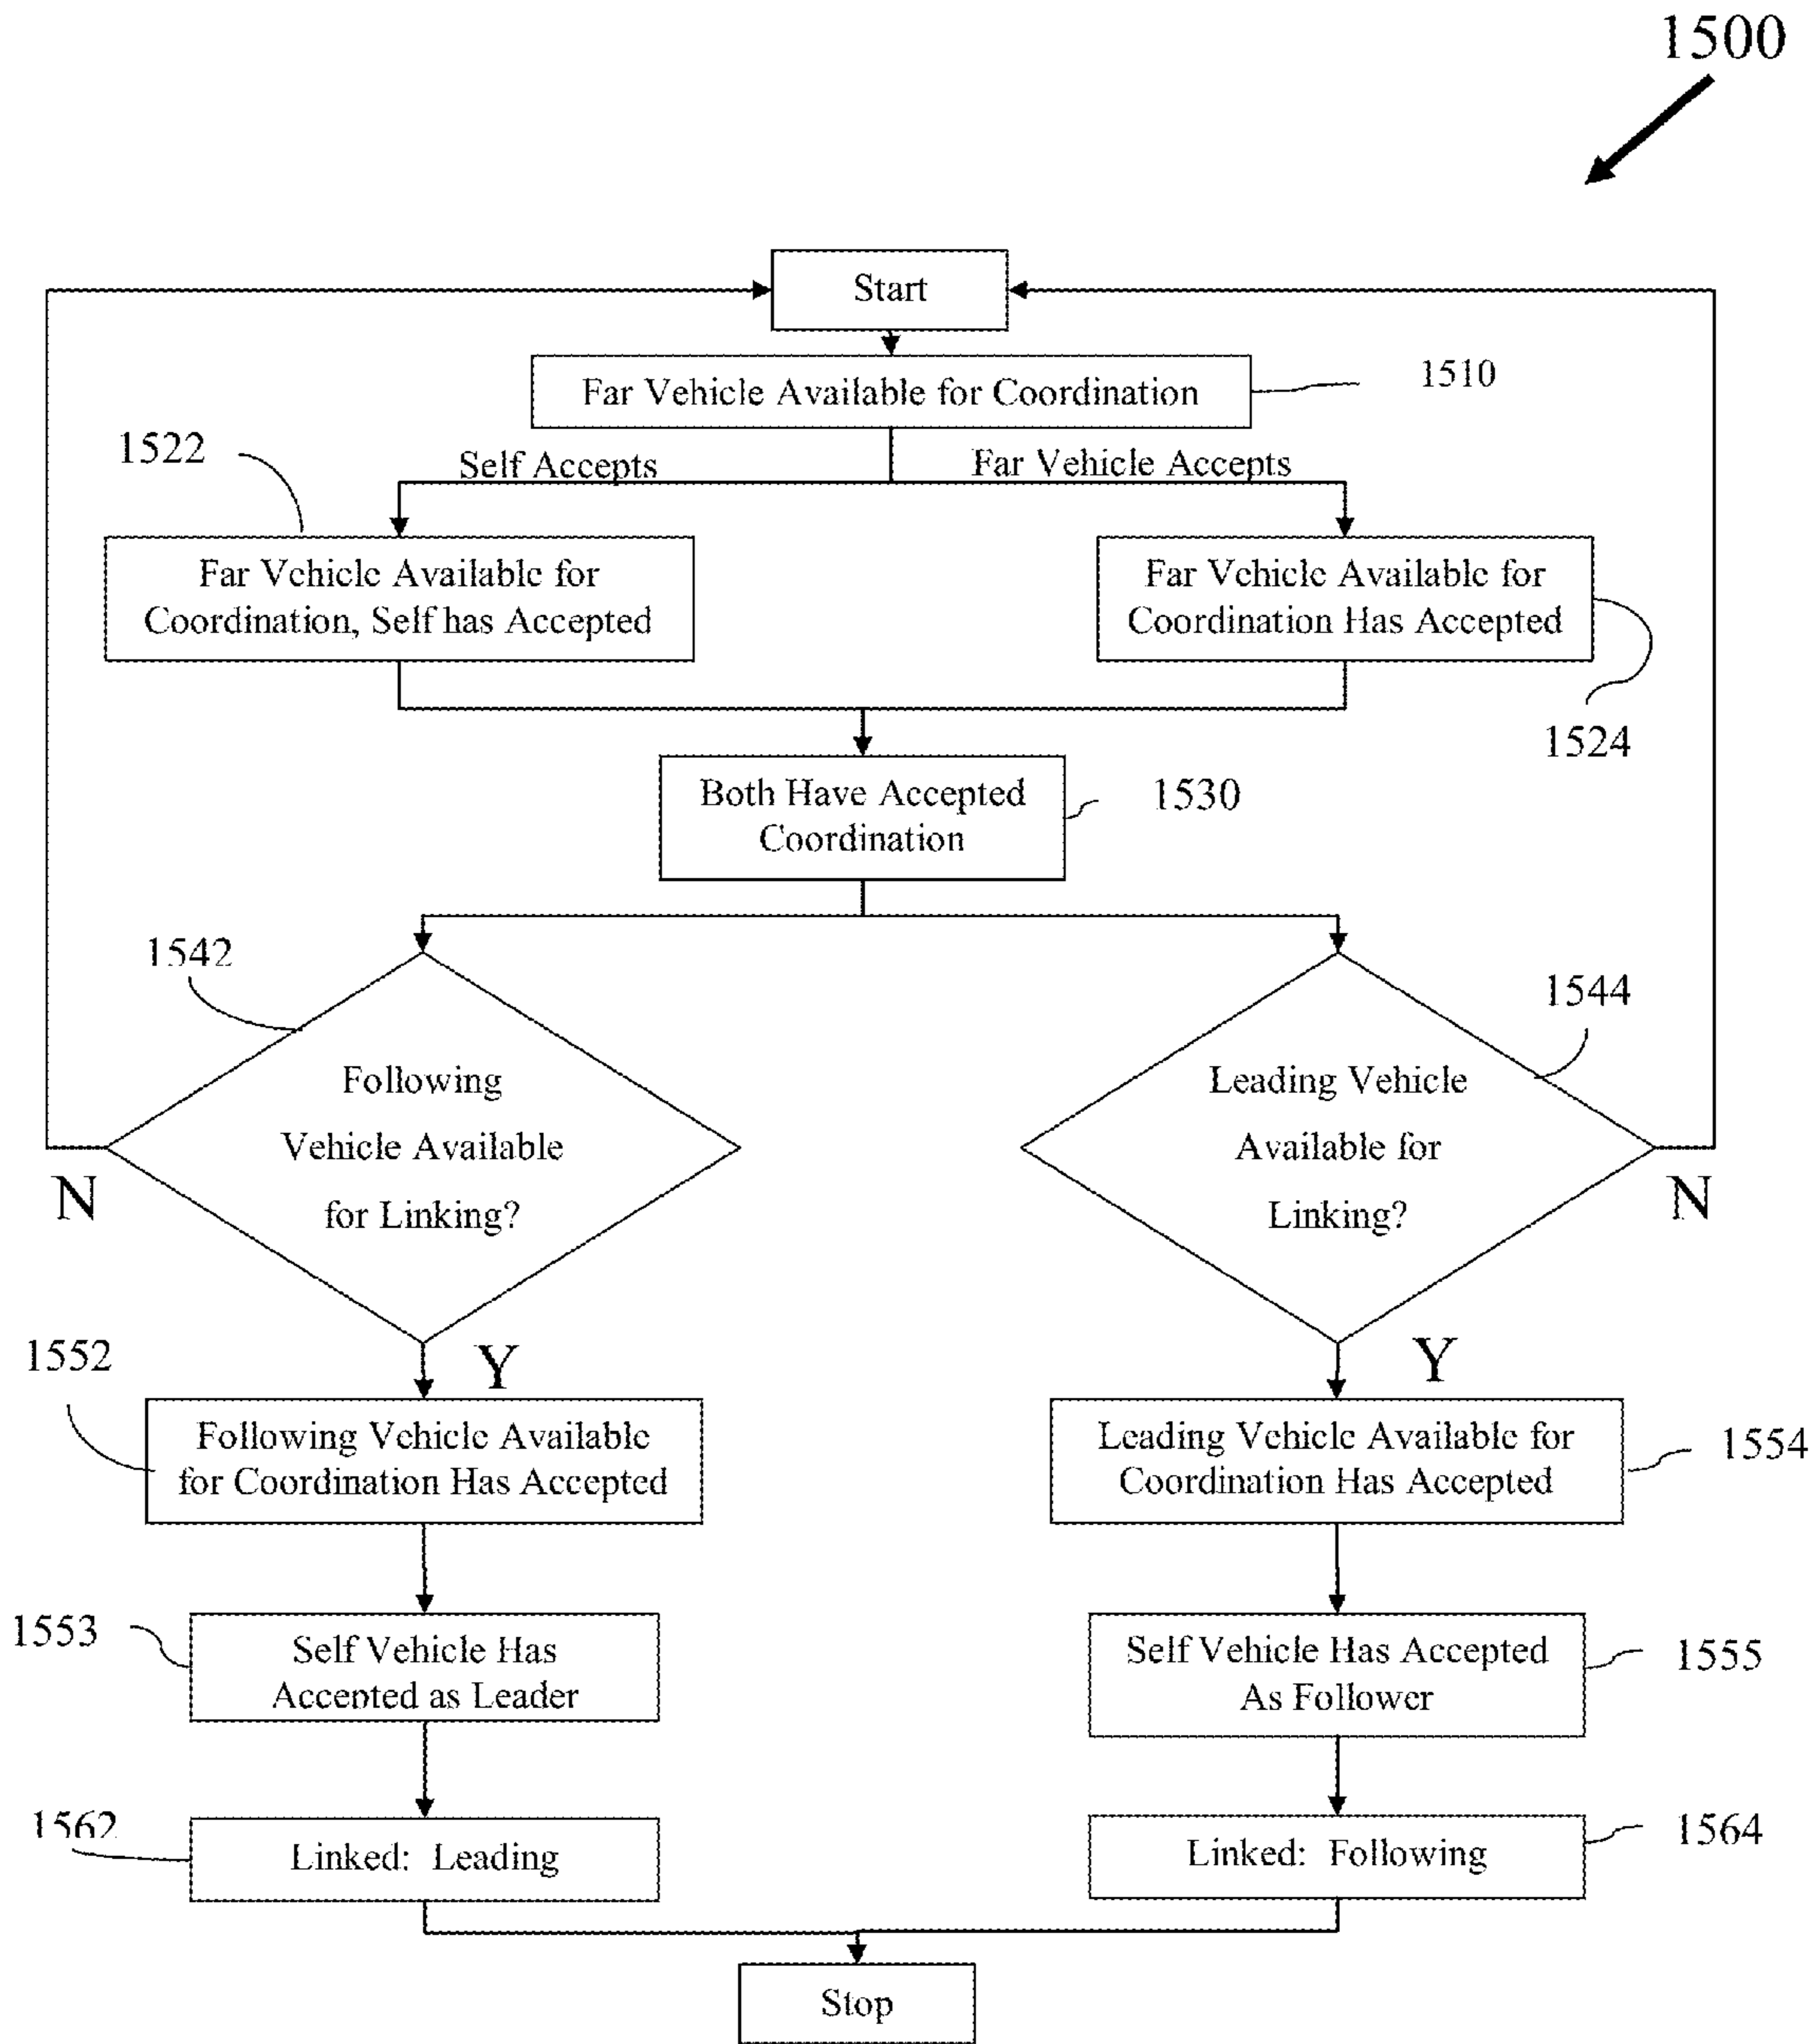 1500
Start
Far Vehicle Available for Coordination
1510
1522
Self Accepts
Far Vehicle Accepts
Far Vehicle Available for
Coordination, Self has Accepted
Far Vehicle Available for
Coordination Has Accepted
1524
Both Have Accepted
Coordination
1530
1542
1544
Following
Vehicle Available
for Linking?
Leading Vehicle
Available for
Linking?
N
N
Y
Y
1552
Following Vehicle Available
for Coordination Has Accepted
Leading Vehicle Available for
Coordination Has Accepted
1554
1553
Self Vehicle Has
Accepted as Leader
Self Vehicle Has Accepted
As Follower
1555
1562
Linked: Leading
Linked: Following
1564
Stop